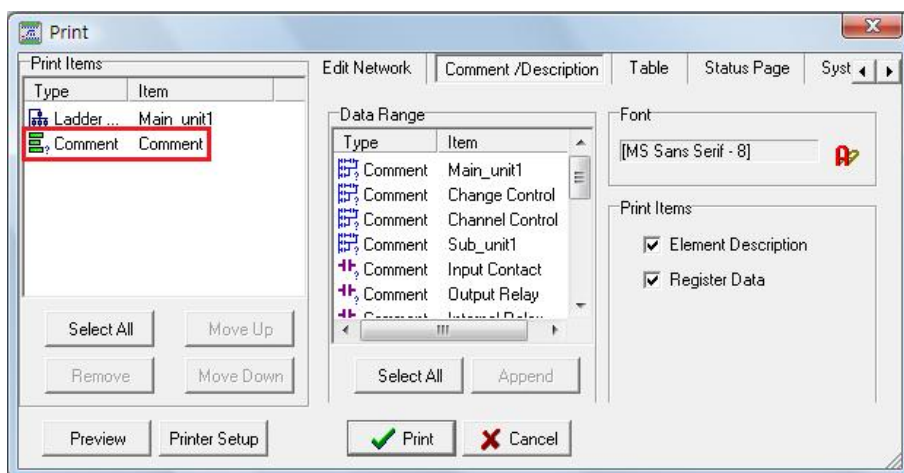 Print
Print Items
Type Item
Ladder ... Main_unit1
Comment Comment
Select All Move Up
Remove Move Down
Edit Network Comment /Description Table Status Page Syst
Data Range
Type Item
Comment Main_unit1
Comment Change Control
Comment Channel Control
Comment Sub_unit1
Comment Input Contact
Comment Output Relay
Select All Append
Font
[MS Sans Serif - 8]
Print Items
Element Description
Register Data
Preview Printer Setup Print Cancel